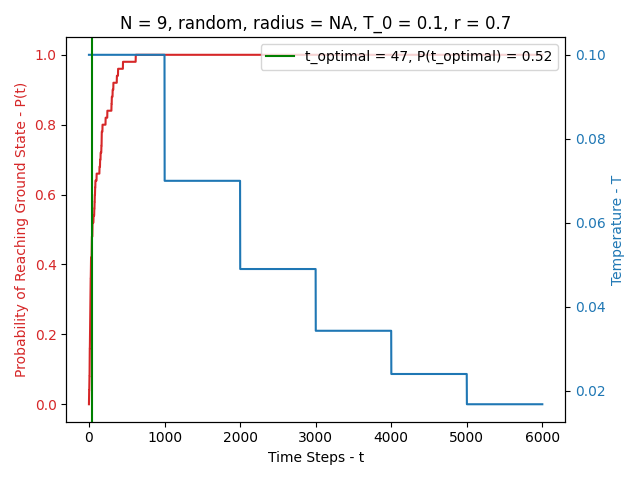 N = 9, random, radius = NA, T_0 = 0.1, r = 0.7
t_optimal = 47, P(t_optimal) = 0.52
Probability of Reaching Ground State - P(t)
1.0
0.8
0.6
0.4
0.2
0.0
0.10
0.08
0.06
0.04
0.02
Temperature - T
0 1000 2000 3000 4000 5000 6000
Time Steps - t